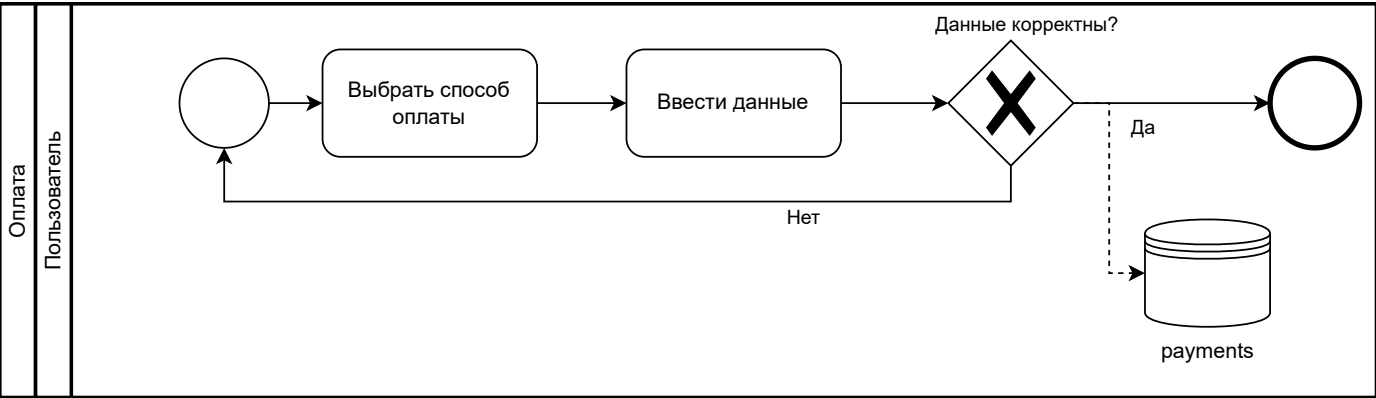 Оплата
Пользователь
Выбрать способ
оплаты
Ввести данные
Данные корректны?
Да
Нет
payments